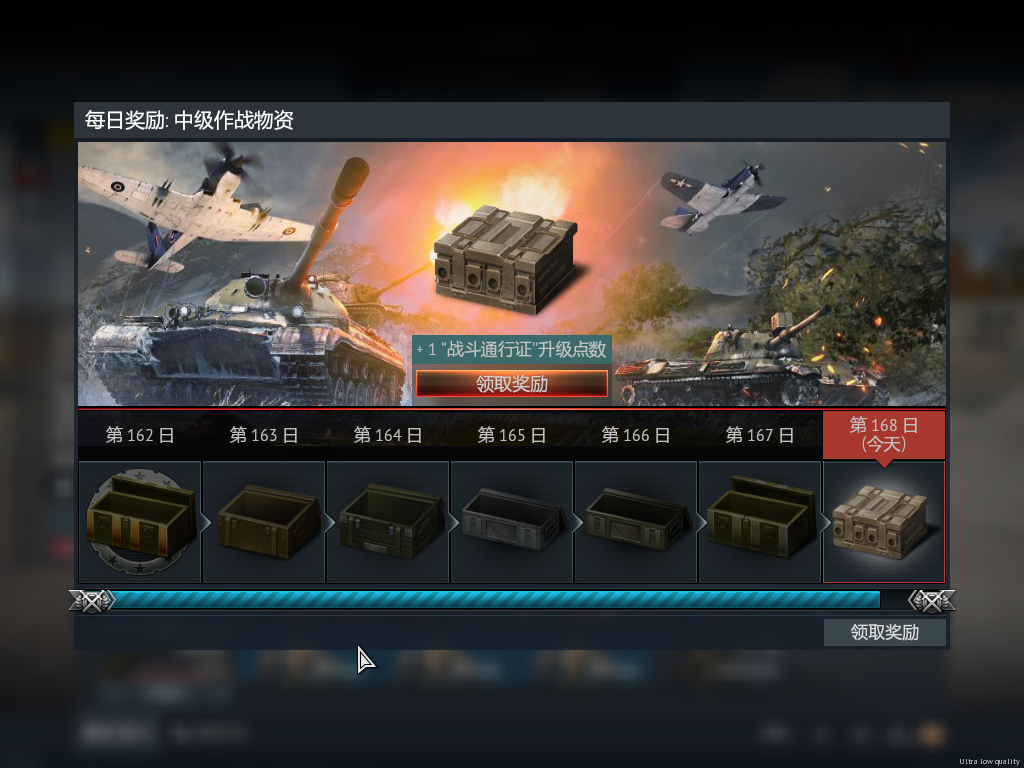 每日奖励: 中级作战物资
+ 1 “战斗通行证”升级点数
领取奖励
第 162 日
第 163 日
第 164 日
第 165 日
第 166 日
第 167 日
第 168 日
(今天)
领取奖励
Ultra low quality